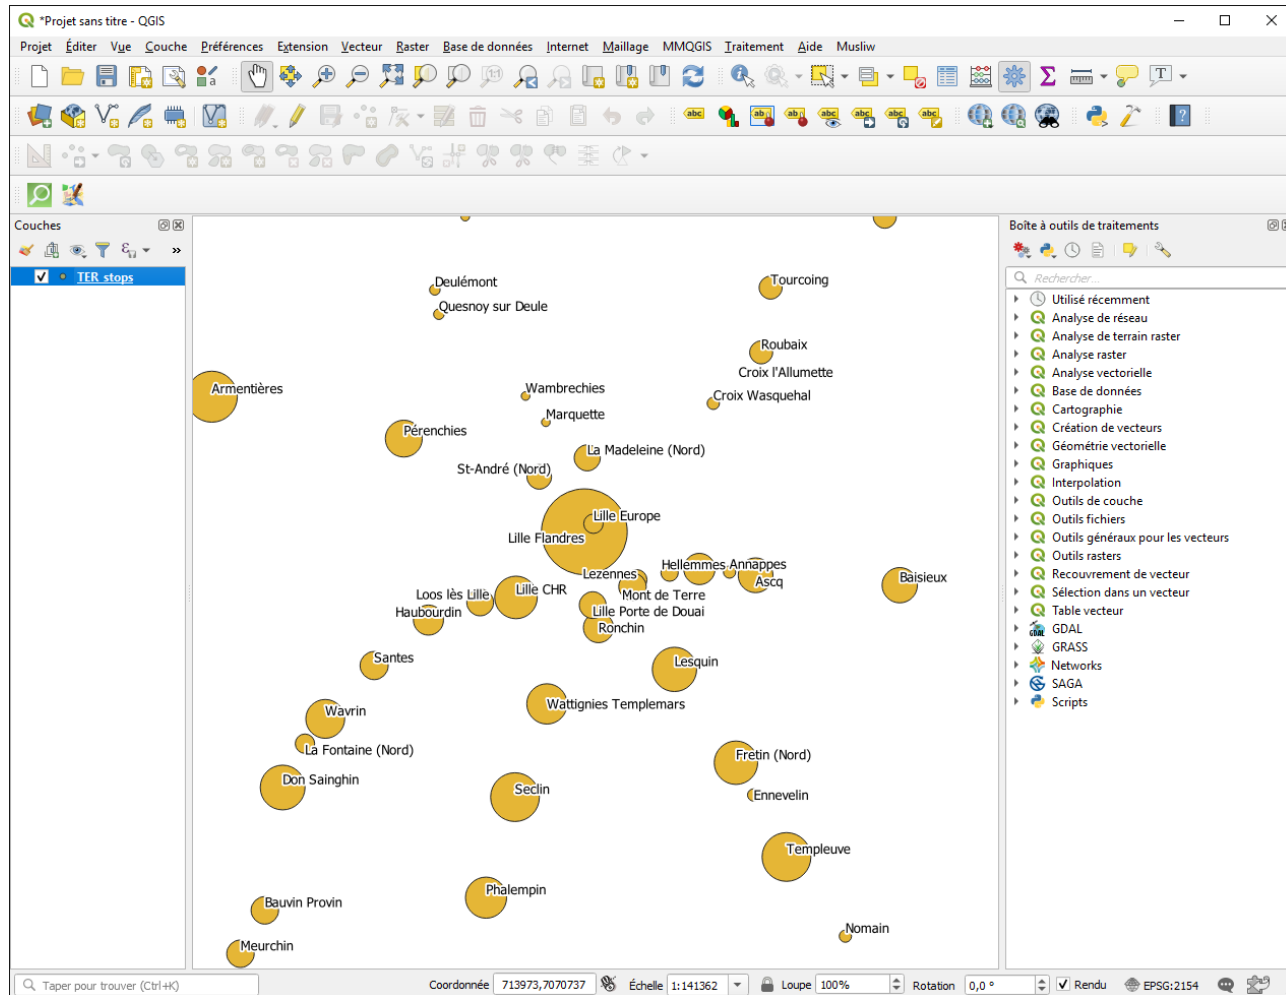 *Projet sans titre - QGIS
Projet Éditer Vue Couche Préférences Extension Vecteur Raster Base de données Internet Maillage MMQGIS Traitement Aide Musliw
Couches
TER stops
Deulémont
Quesnoy sur Deule
Tourcoing
Roubaix
Croix l'Allumette
Croix Wasquehal
Armentières
Wambrechies
Marquette
Pérenchies
La Madeleine (Nord)
St-André (Nord)
Lille Europe
Lille Flandres
Lezennes
Hellemmes
Annappes
Ascq
Baisieux
Mont de Terre
Loos lès Lille
Lille CHR
Haubourdin
Lille Porte de Douai
Ronchin
Santes
Lesquin
Wavrin
Wattignies Templemars
La Fontaine (Nord)
Fretin (Nord)
Don Sainghin
Seclin
Ennevelin
Templeuve
Phalempin
Bauvin Provin
Nomain
Meurchin
Boîte à outils de traitements
Rechercher...
Utilisé récemment
Analyse de réseau
Analyse de terrain raster
Analyse raster
Analyse vectorielle
Base de données
Cartographie
Création de vecteurs
Géométrie vectorielle
Graphiques
Interpolation
Outils de couche
Outils fichiers
Outils généraux pour les vecteurs
Outils rasters
Recouvrement de vecteur
Sélection dans un vecteur
Table vecteur
GDAL
GRASS
Networks
SAGA
Scripts
Taper pour trouver (Ctrl+K)
Coordonnée 713973,7070737 Échelle 1:141362 Loupe 100% Rotation 0,0 ° Rendu EPSG:2154